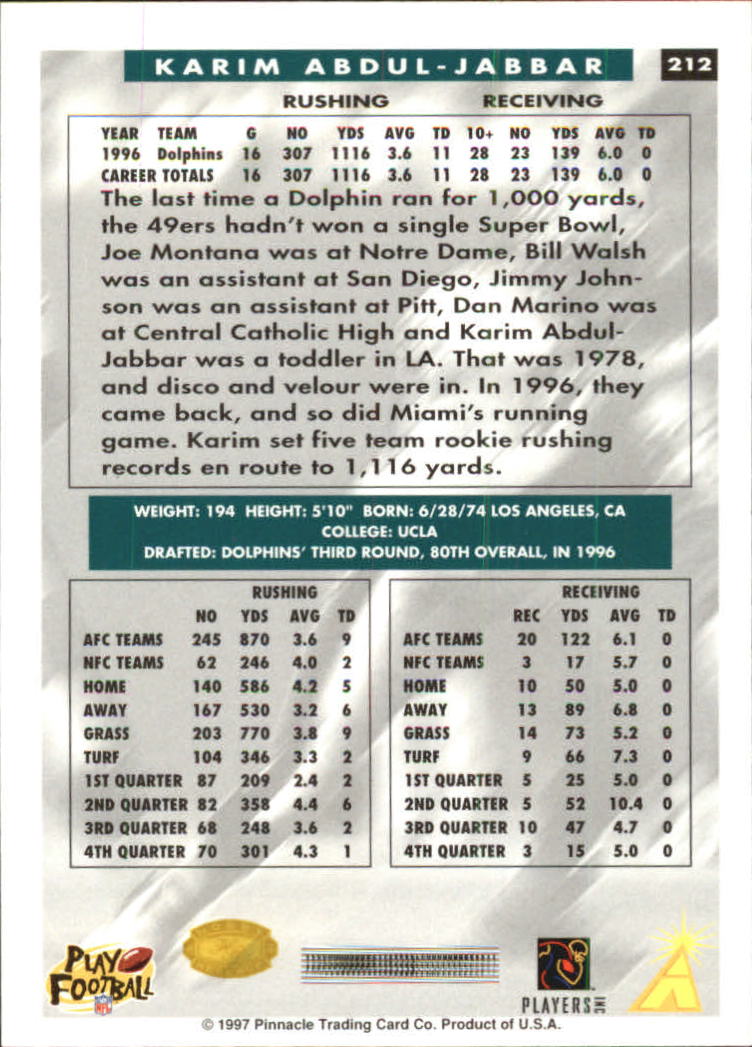 KARIM ABDUL-JABBAR 212
RUSHING RECEIVING
YEAR TEAM G NO YDS AVG TD 10+ NO YDS AVG TD
1996 Dolphins 16 307 1116 3.6 11 28 23 139 6.0 0
CAREER TOTALS 16 307 1116 3.6 11 28 23 139 6.0 0
The last time a Dolphin ran for 1,000 yards,
the 49ers hadn't won a single Super Bowl,
Joe Montana was at Notre Dame, Bill Walsh
was an assistant at San Diego, Jimmy John-
son was an assistant at Pitt, Dan Marino was
at Central Catholic High and Karim Abdul-
Jabbar was a toddler in LA. That was 1978,
and disco and velour were in. In 1996, they
came back, and so did Miami's running
game. Karim set five team rookie rushing
records en route to 1,116 yards.
WEIGHT: 194 HEIGHT: 5'10" BORN: 6/28/74 LOS ANGELES, CA
COLLEGE: UCLA
DRAFTED: DOLPHINS' THIRD ROUND, 80TH OVERALL, IN 1996
RUSHING
NO YDS AVG TD
AFC TEAMS 245 870 3.6 9
NFC TEAMS 62 246 4.0 2
HOME 140 586 4.2 5
AWAY 167 530 3.2 6
GRASS 203 770 3.8 9
TURF 104 346 3.3 2
1ST QUARTER 87 209 2.4 2
2ND QUARTER 82 358 4.4 6
3RD QUARTER 68 248 3.6 2
4TH QUARTER 70 301 4.3 1
RECEIVING
REC YDS AVG TD
AFC TEAMS 20 122 6.1 0
NFC TEAMS 3 17 5.7 0
HOME 10 50 5.0 0
AWAY 13 89 6.8 0
GRASS 14 73 5.2 0
TURF 9 66 7.3 0
1ST QUARTER 5 25 5.0 0
2ND QUARTER 5 52 10.4 0
3RD QUARTER 10 47 4.7 0
4TH QUARTER 3 15 5.0 0
PLAY
FOOTBALL
NFL
PLAYERS INC
© 1997 Pinnacle Trading Card Co. Product of U.S.A.